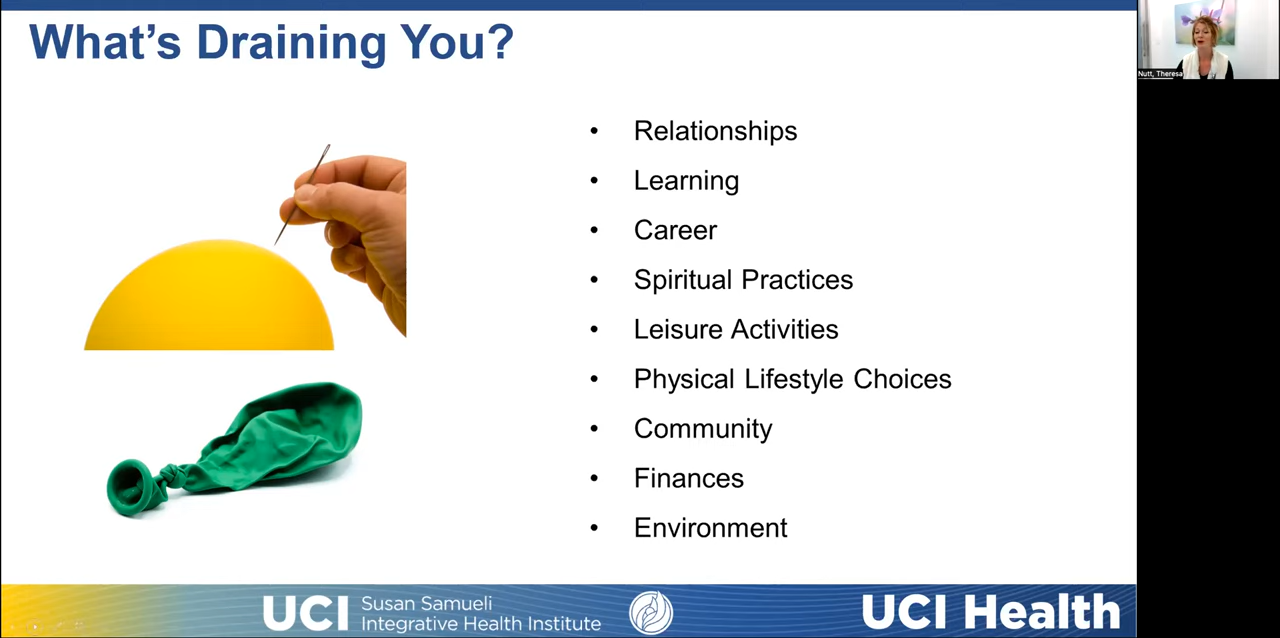 What's Draining You?
Nutt, Theresa
• Relationships
• Learning
• Career
• Spiritual Practices
• Leisure Activities
• Physical Lifestyle Choices
• Community
• Finances
• Environment
UCI Susan Samueli
Integrative Health Institute
UCI Health